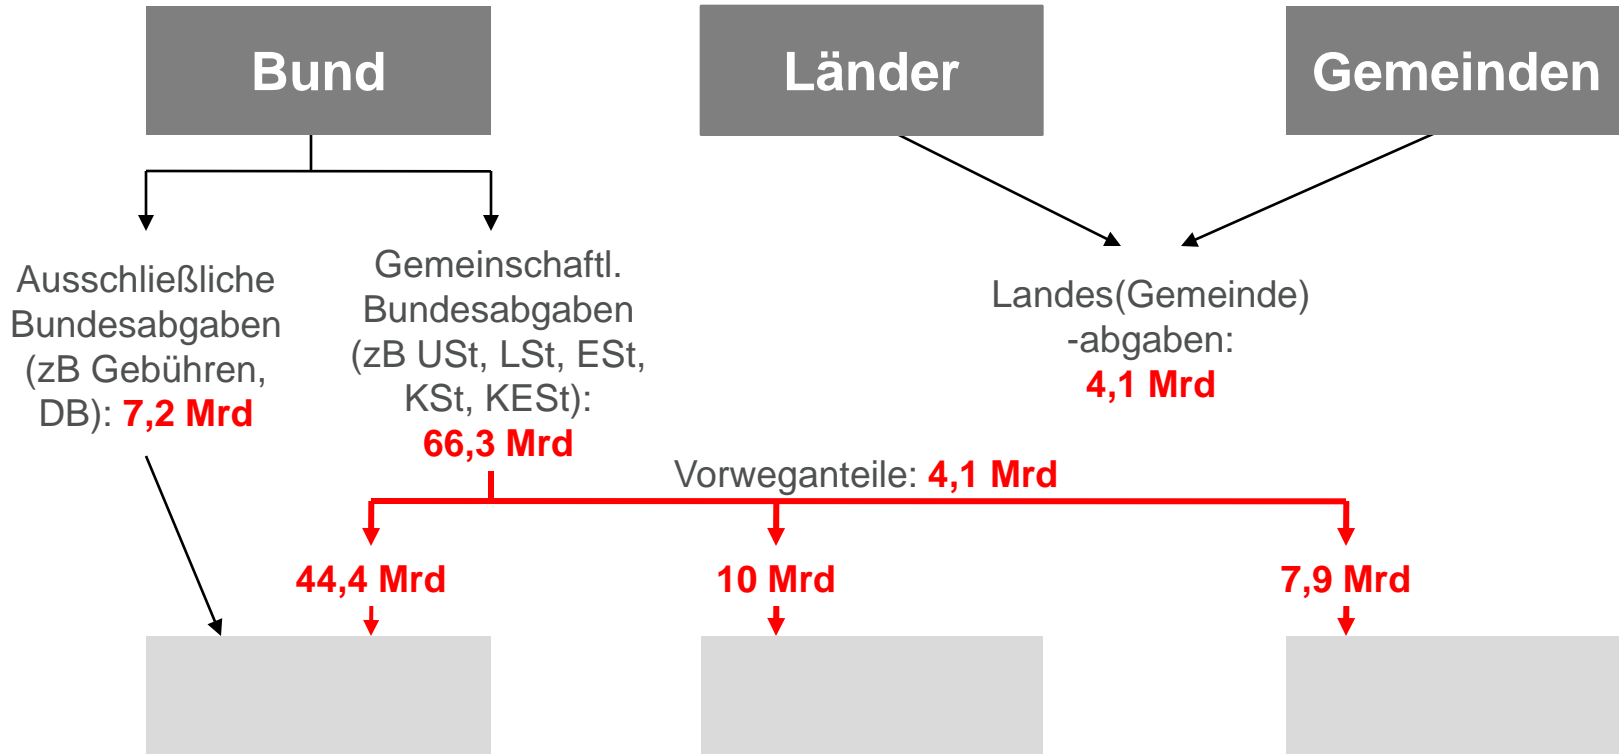 Bund
Länder
Gemeinden
Ausschließliche
Bundesabgaben
(zB Gebühren,
DB): 7,2 Mrd
Gemeinschaftl.
Bundesabgaben
(zB USt, LSt, ESt,
KSt, KESt):
66,3 Mrd
Landes(Gemeinde)
-abgaben:
4,1 Mrd
Vorweganteile: 4,1 Mrd
44,4 Mrd
10 Mrd
7,9 Mrd